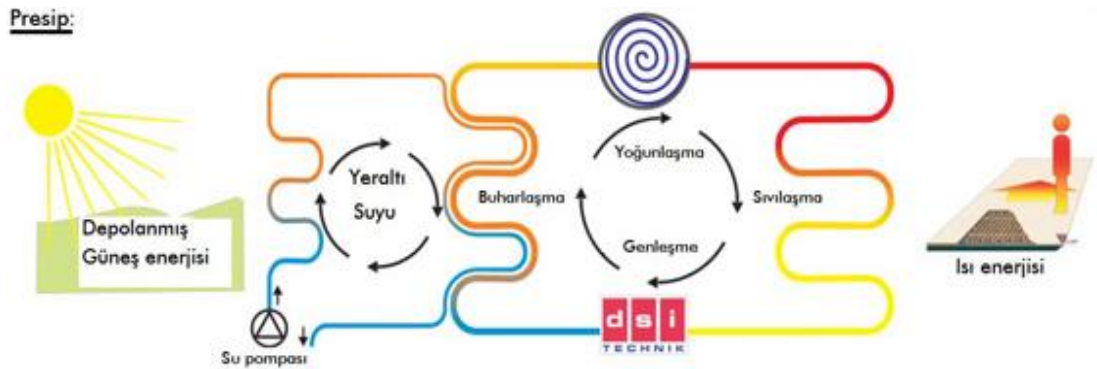 Presip:
Depolanmış
Güneş enerjisi
Su pompası
Yeraltı
Suyu
Buharlaşma
Yoğunlaşma
Sıvılaşma
Genleşme
dsi
TECHNIK
Isı enerjisi